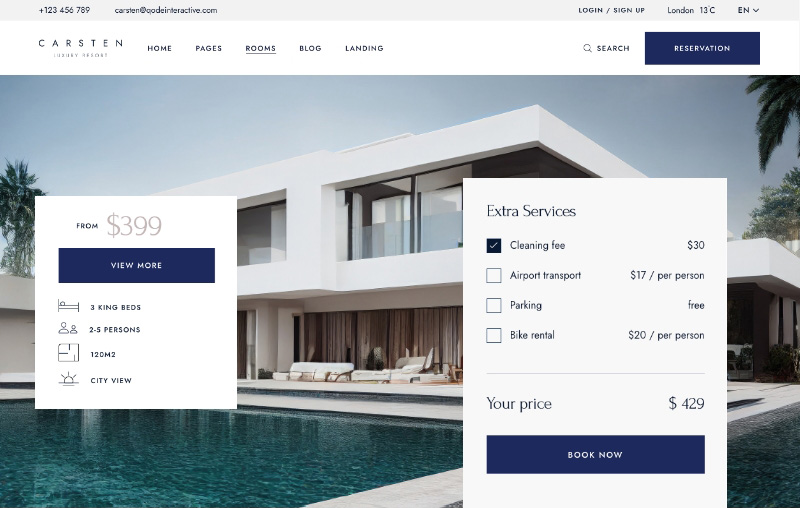 +123 456 789 carsten@qodeinteractive.com LOGIN / SIGN UP London 13°C EN
CARSTEN
LUXURY RESORT
HOME PAGES ROOMS BLOG LANDING SEARCH RESERVATION
FROM $399
VIEW MORE
3 KING BEDS
2-5 PERSONS
120M2
CITY VIEW
Extra Services
Cleaning fee $30
Airport transport $17 / per person
Parking free
Bike rental $20 / per person
Your price $ 429
BOOK NOW